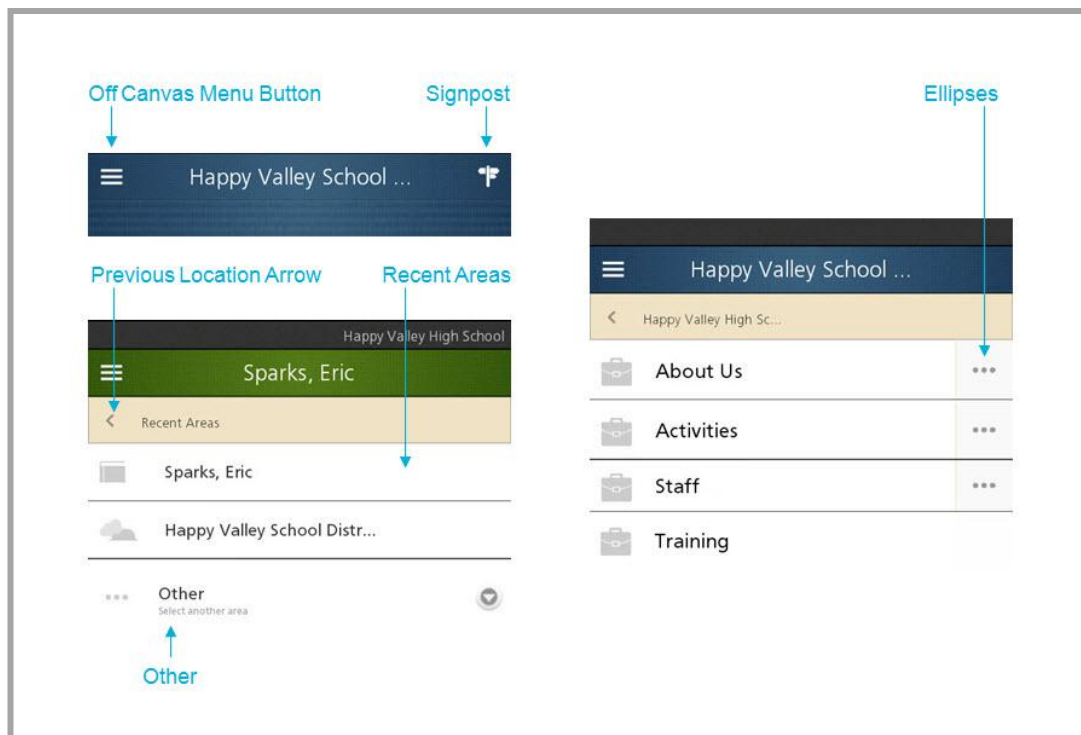 Off Canvas Menu Button
Signpost
Happy Valley School ...
Previous Location Arrow
Recent Areas
Happy Valley High School
Sparks, Eric
Recent Areas
Sparks, Eric
Happy Valley School Distr...
Other
Select another area
Other
Ellipses
Happy Valley School ...
Happy Valley High Sc...
About Us
Activities
Staff
Training